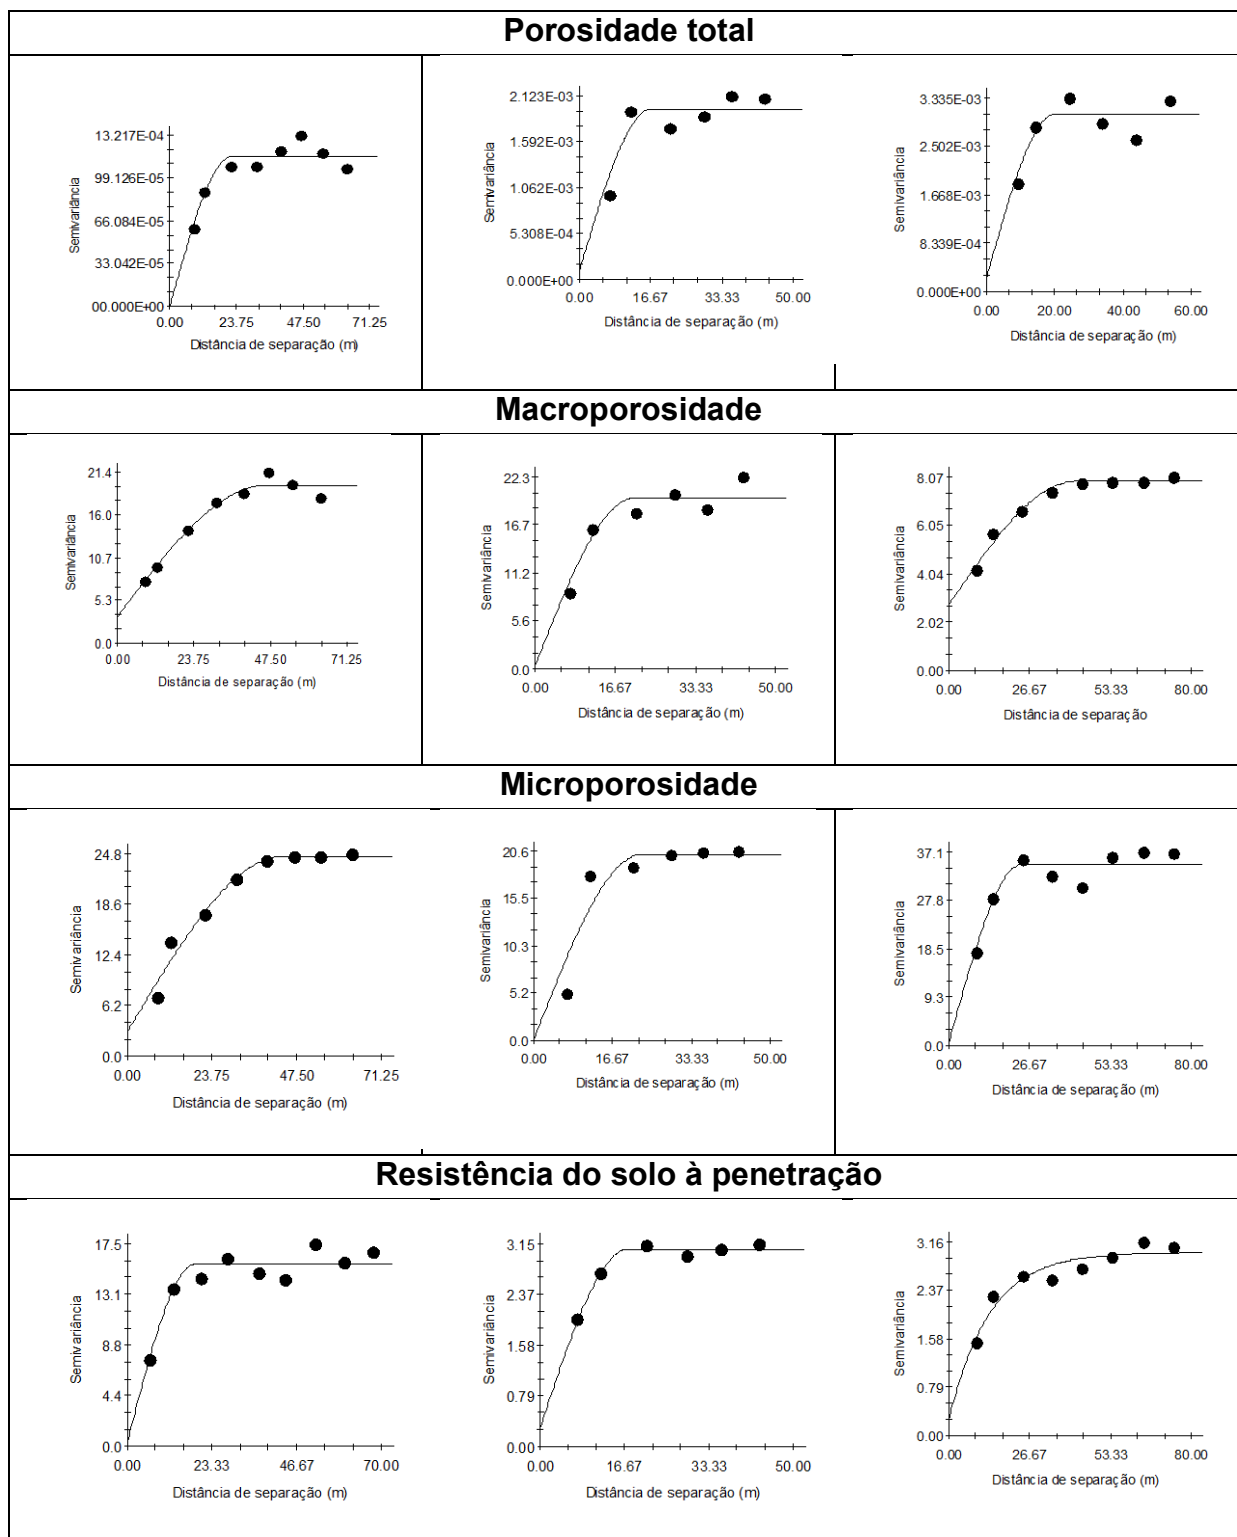 Porosidade total
13.217E-04
99.126E-05
66.084E-05
33.042E-05
00.000E+00
0.00 23.75 47.50 71.25
Semivariância
Distância de separação (m)
2.123E-03
1.592E-03
1.062E-03
5.308E-04
0.000E+00
0.00 16.67 33.33 50.00
Semivariância
Distância de separação (m)
3.335E-03
2.502E-03
1.668E-03
8.339E-04
0.000E+00
0.00 20.00 40.00 60.00
Semivariância
Distância de separação (m)
Macroporosidade
21.4
16.0
10.7
5.3
0.0
0.00 23.75 47.50 71.25
Semivariância
Distância de separação (m)
22.3
16.7
11.2
5.6
0.0
0.00 16.67 33.33 50.00
Semivariância
Distância de separação (m)
8.07
6.05
4.04
2.02
0.00
0.00 26.67 53.33 80.00
Semivariância
Distância de separação
Microporosidade
24.8
18.6
12.4
6.2
0.0
0.00 23.75 47.50 71.25
Semivariância
Distância de separação (m)
20.6
15.5
10.3
5.2
0.0
0.00 16.67 33.33 50.00
Semivariância
Distância de separação (m)
37.1
27.8
18.5
9.3
0.0
0.00 26.67 53.33 80.00
Semivariância
Distância de separação (m)
Resistência do solo à penetração
17.5
13.1
8.8
4.4
0.0
0.00 23.33 46.67 70.00
Semivariância
Distância de separação (m)
3.15
2.37
1.58
0.79
0.00
0.00 16.67 33.33 50.00
Semivariância
Distância de separação (m)
3.16
2.37
1.58
0.79
0.00
0.00 26.67 53.33 80.00
Semivariância
Distância de separação (m)